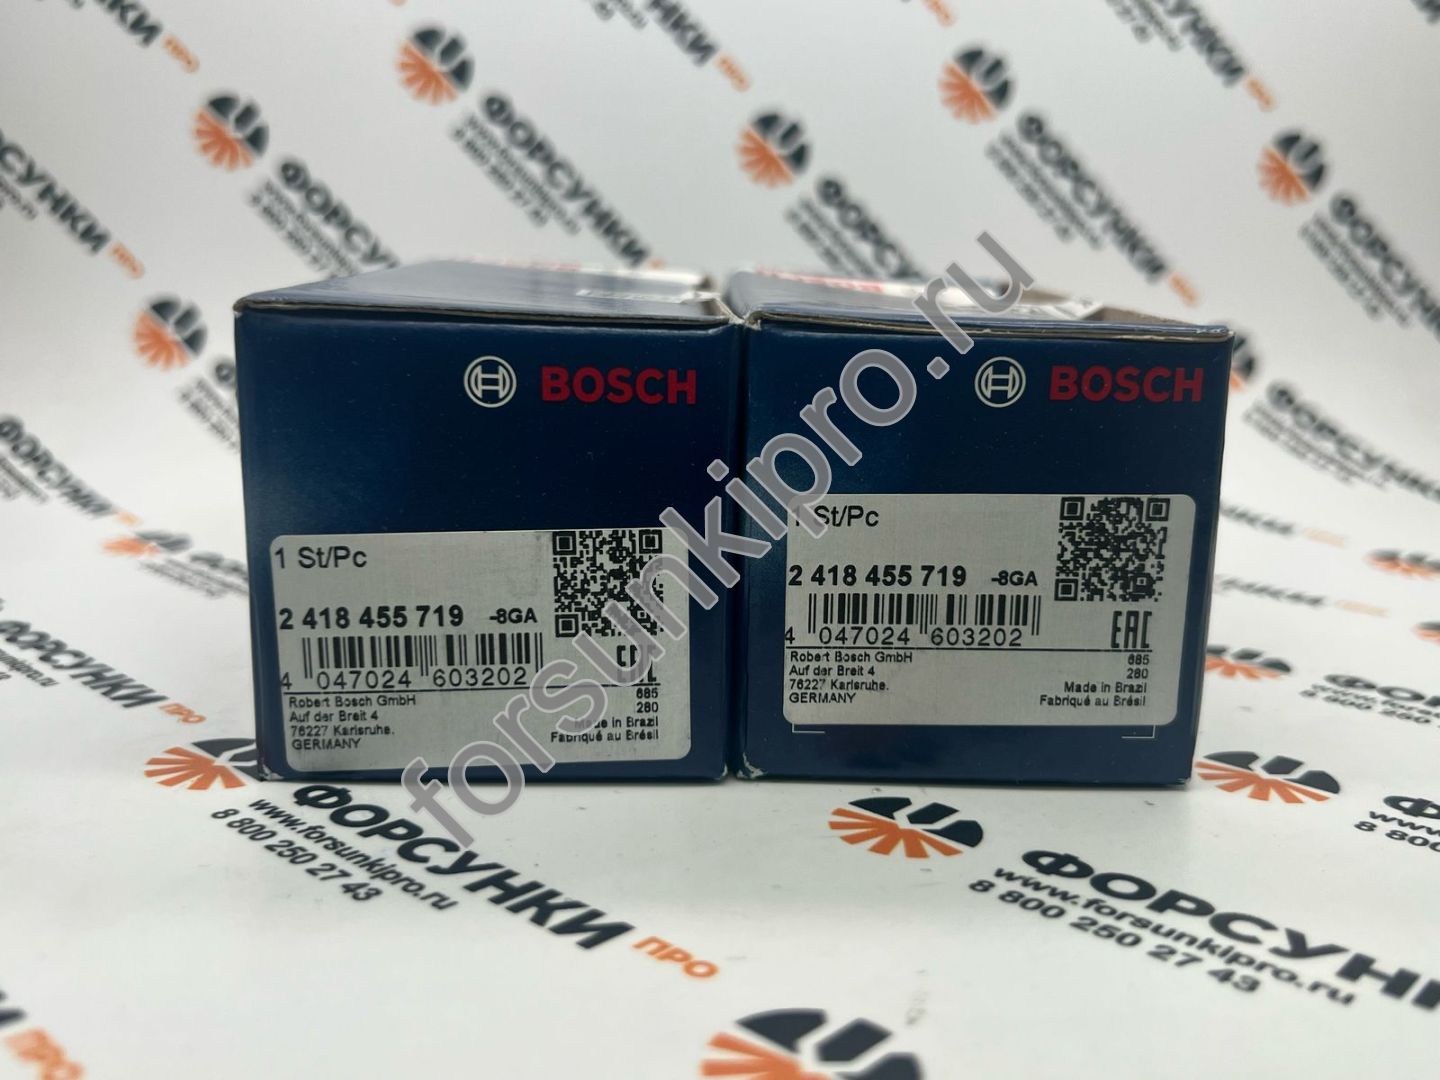 BOSCH
1 St/Pc
2 418 455 719 -8GA
4 047024 603202
Robert Bosch GmbH
Auf der Breit 4
76227 Karlsruhe.
GERMANY
685
280
Made in Brazil
Fabriqué au Brésil
BOSCH
1 St/Pc
2 418 455 719 -8GA
4 047024 603202
EAC
Robert Bosch GmbH
Auf der Breit 4
76227 Karlsruhe.
GERMANY
685
280
Made in Brazil
Fabriqué au Brésil
forsunkipro.ru
ФОРСУНКИ ПРО
www.forsunkipro.ru
8 800 250 27 43
ФОРСУНКИ
www.forsunkipro.ru
8 800 250 27 43
ФОРСУНКИ ПРО
ФОРСУНКИ ПРО
ФОРСУНКИ